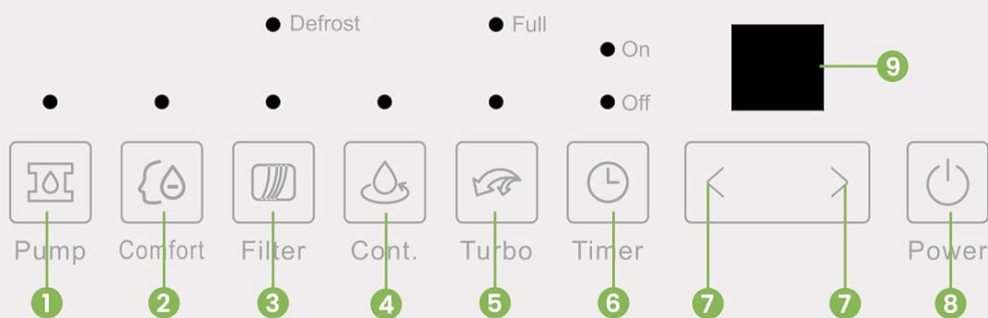 Defrost Full
On
Off
Pump Comfort Filter Cont. Turbo Timer Power
9
1 2 3 4 5 6 7 7 8